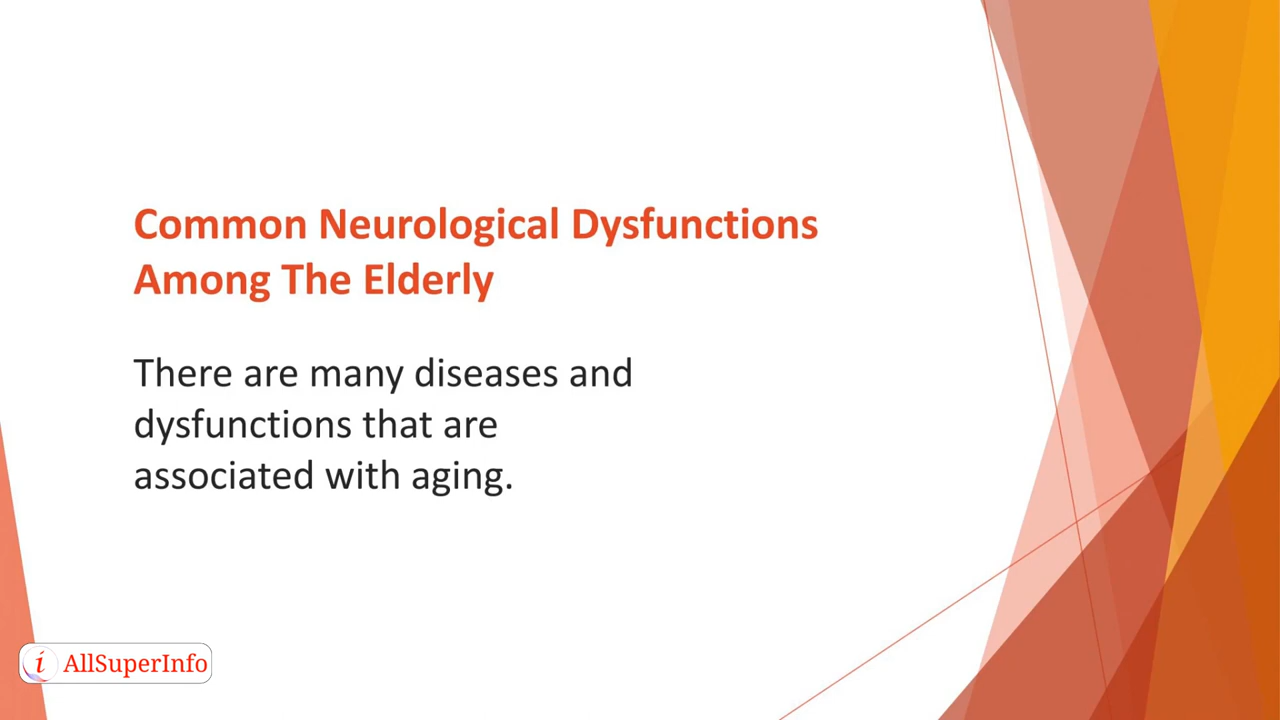 Common Neurological Dysfunctions
Among The Elderly
There are many diseases and
dysfunctions that are
associated with aging.
i AllSuperInfo